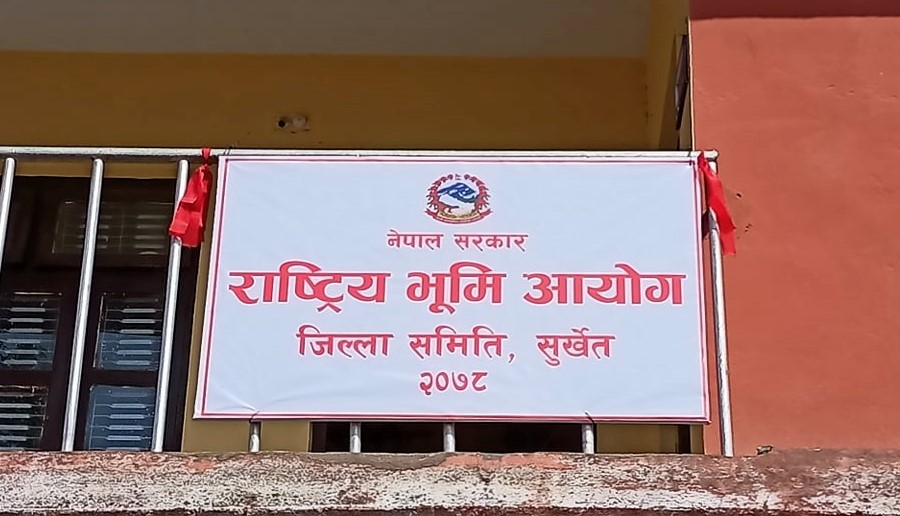 नेपाल सरकार
राष्ट्रिय भूमि आयोग
जिल्ला समिति, सुर्खेत
२०७८